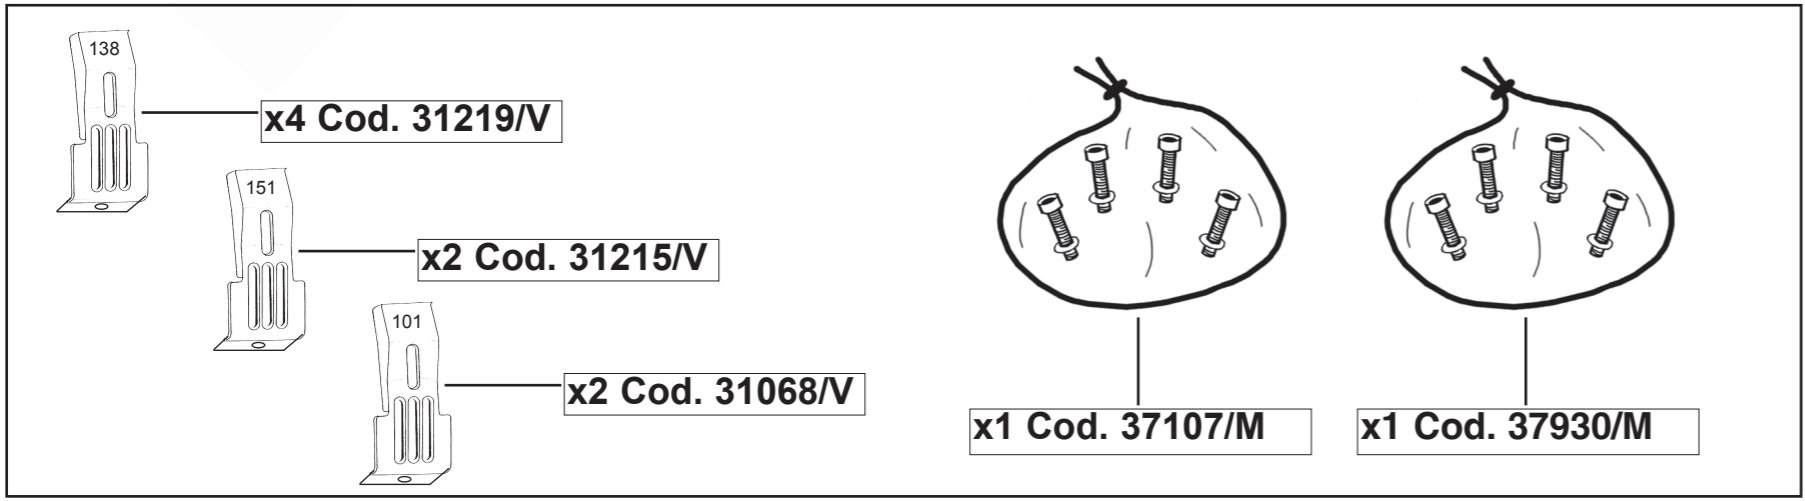 138
x4 Cod. 31219/V
151
x2 Cod. 31215/V
101
x2 Cod. 31068/V
x1 Cod. 37107/M
x1 Cod. 37930/M